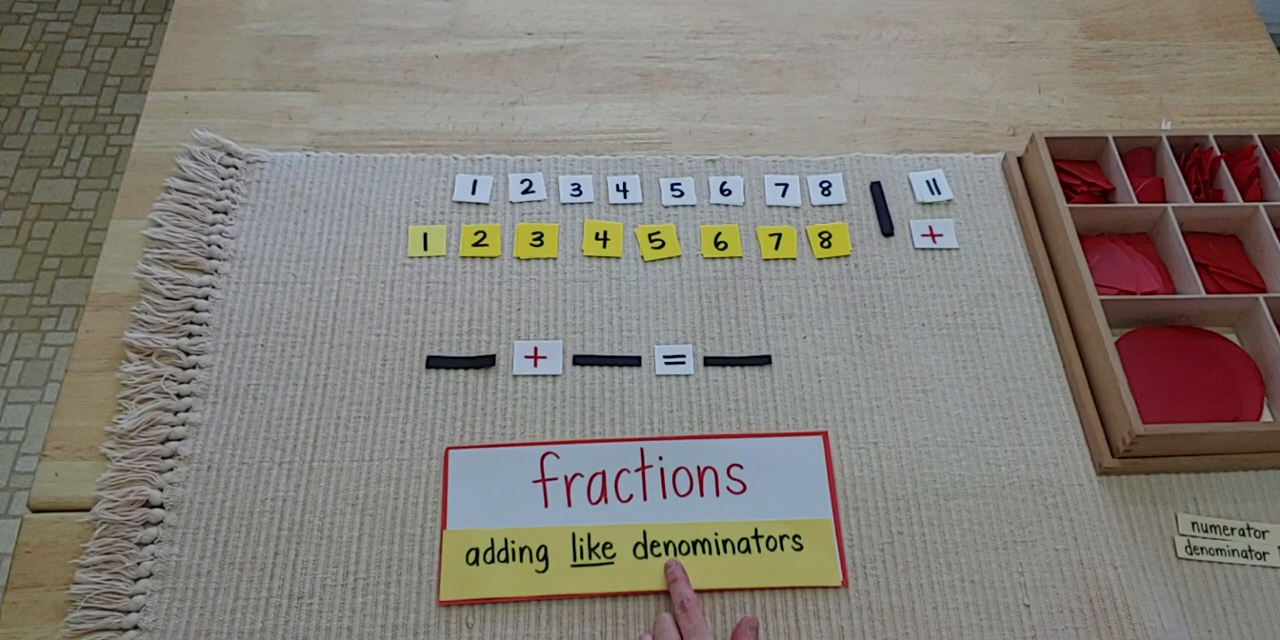 1 2 3 4 5 6 7 8 =
1 2 3 4 5 6 7 8 +
+ =
fractions
adding like denominators
numerator
denominator